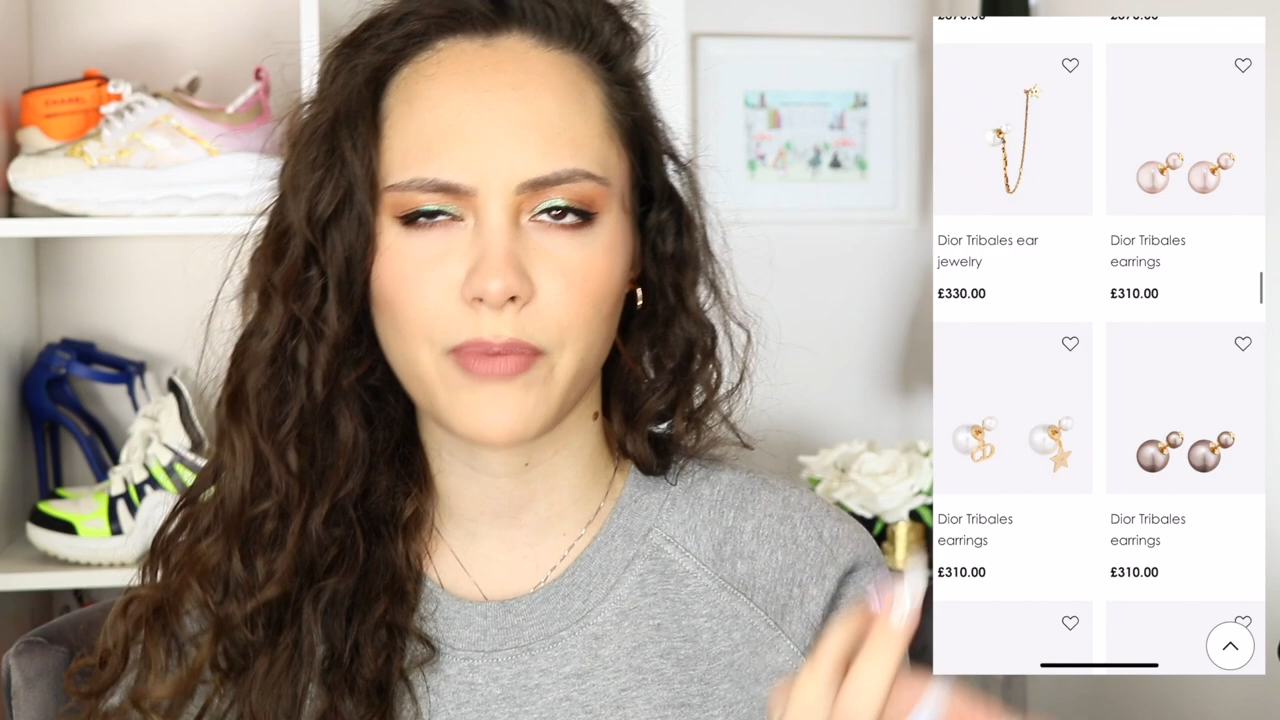 CHANEL
Dior Tribales ear
jewelry
£330.00
Dior Tribales
earrings
£310.00
Dior Tribales
earrings
£310.00
Dior Tribales
earrings
£310.00